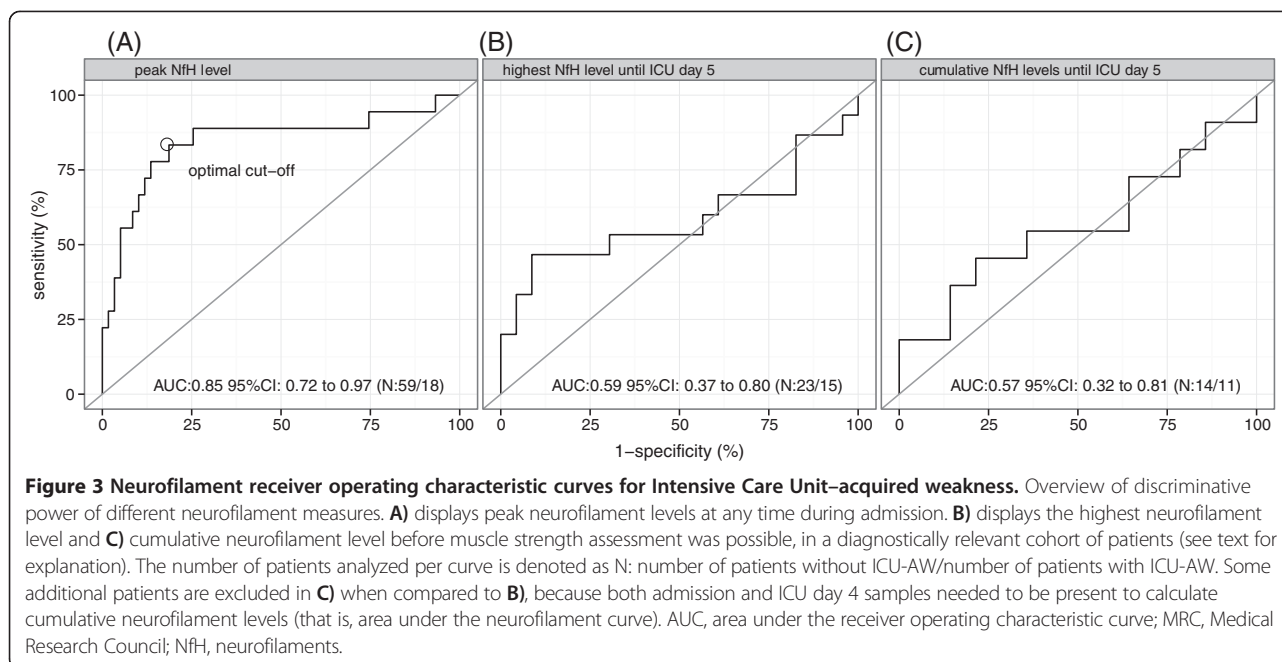 (A)
(B)
(C)
peak NfH level
highest NfH level until ICU day 5
cumulative NfH levels until ICU day 5
sensitivity (%)
100
75
50
25
0
optimal cut−off
AUC:0.85 95%CI: 0.72 to 0.97 (N:59/18)
AUC:0.59 95%CI: 0.37 to 0.80 (N:23/15)
AUC:0.57 95%CI: 0.32 to 0.81 (N:14/11)
0 25 50 75 100
0 25 50 75 100
0 25 50 75 100
1−specificity (%)
Figure 3 Neurofilament receiver operating characteristic curves for Intensive Care Unit–acquired weakness. Overview of discriminative
power of different neurofilament measures. A) displays peak neurofilament levels at any time during admission. B) displays the highest neurofilament
level and C) cumulative neurofilament level before muscle strength assessment was possible, in a diagnostically relevant cohort of patients (see text for
explanation). The number of patients analyzed per curve is denoted as N: number of patients without ICU-AW/number of patients with ICU-AW. Some
additional patients are excluded in C) when compared to B), because both admission and ICU day 4 samples needed to be present to calculate
cumulative neurofilament levels (that is, area under the neurofilament curve). AUC, area under the receiver operating characteristic curve; MRC, Medical
Research Council; NfH, neurofilaments.